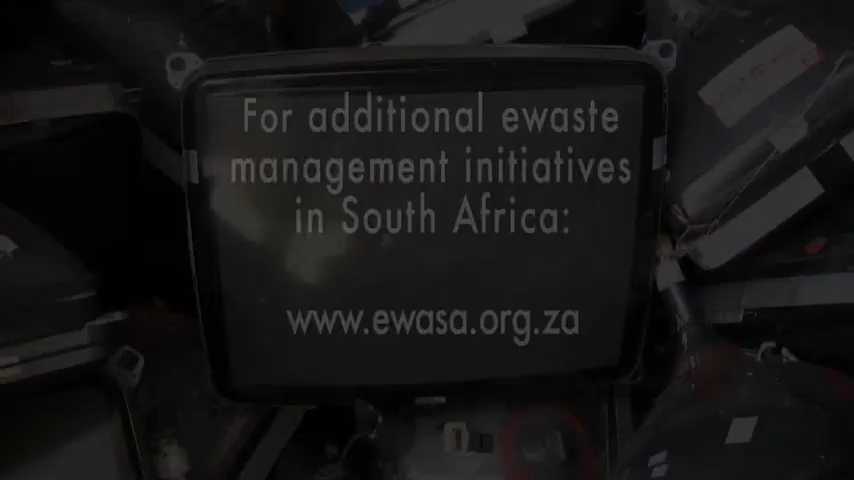 For additional ewaste
management initiatives
in South Africa:
www.ewasa.org.za